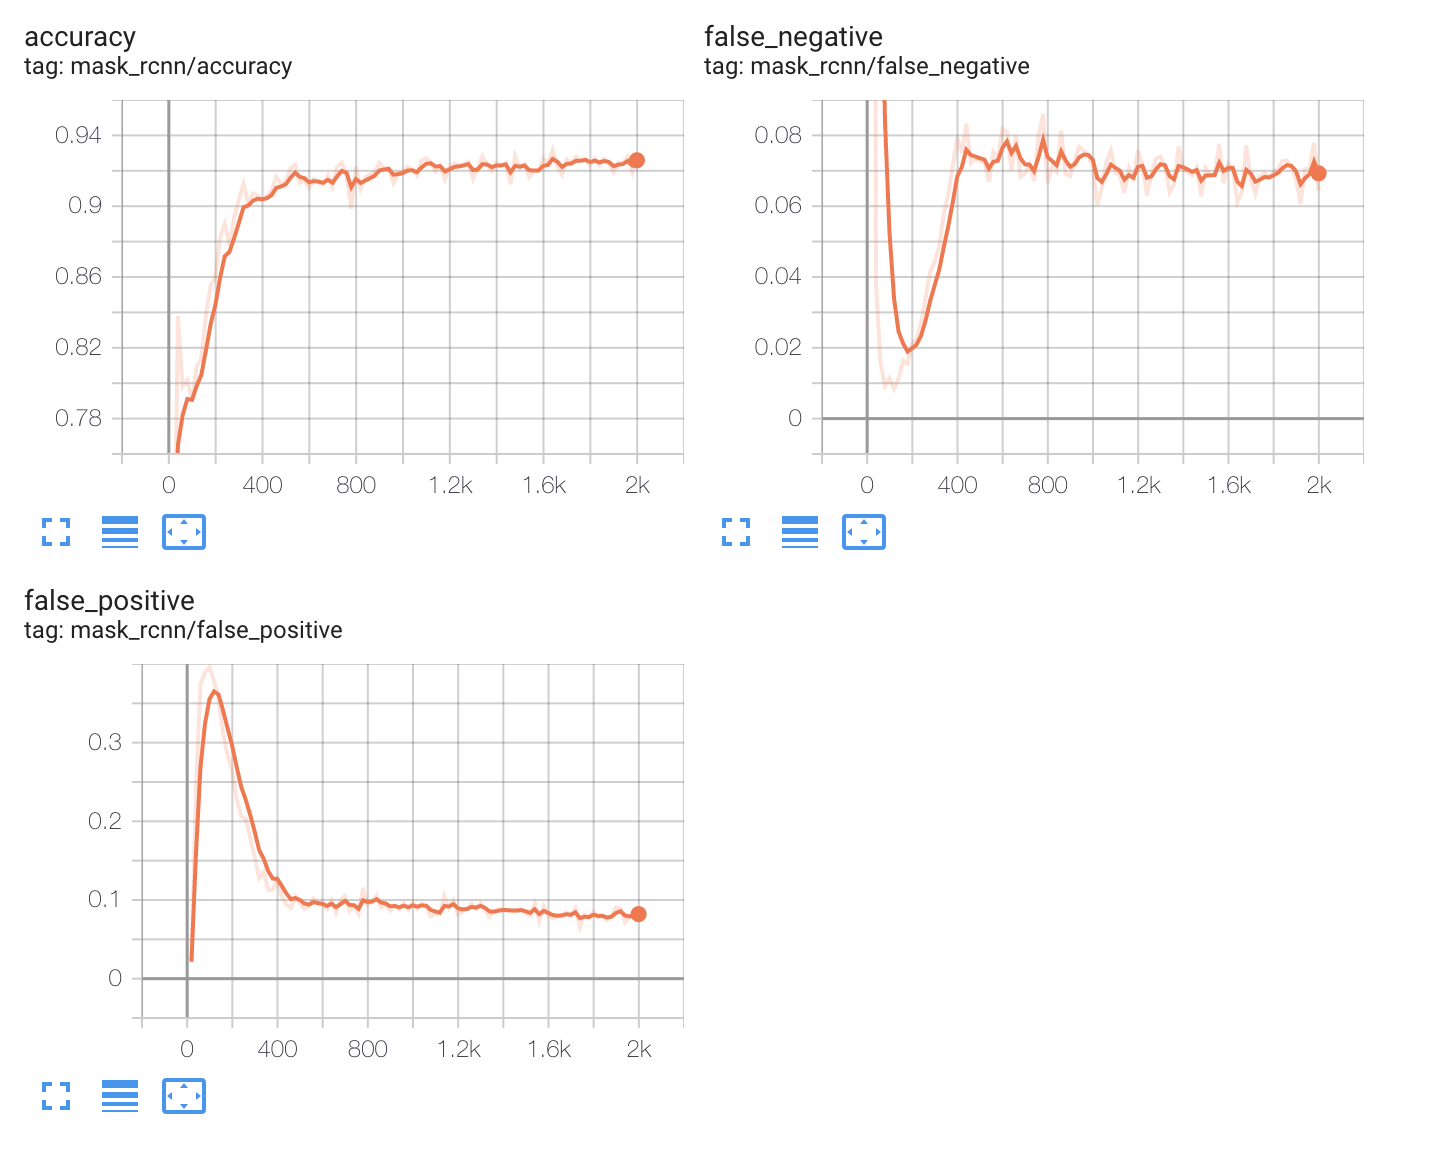 accuracy
tag: mask_rcnn/accuracy
0.94
0.9
0.86
0.82
0.78
0 400 800 1.2k 1.6k 2k
false_negative
tag: mask_rcnn/false_negative
0.08
0.06
0.04
0.02
0
0 400 800 1.2k 1.6k 2k
false_positive
tag: mask_rcnn/false_positive
0.3
0.2
0.1
0
0 400 800 1.2k 1.6k 2k